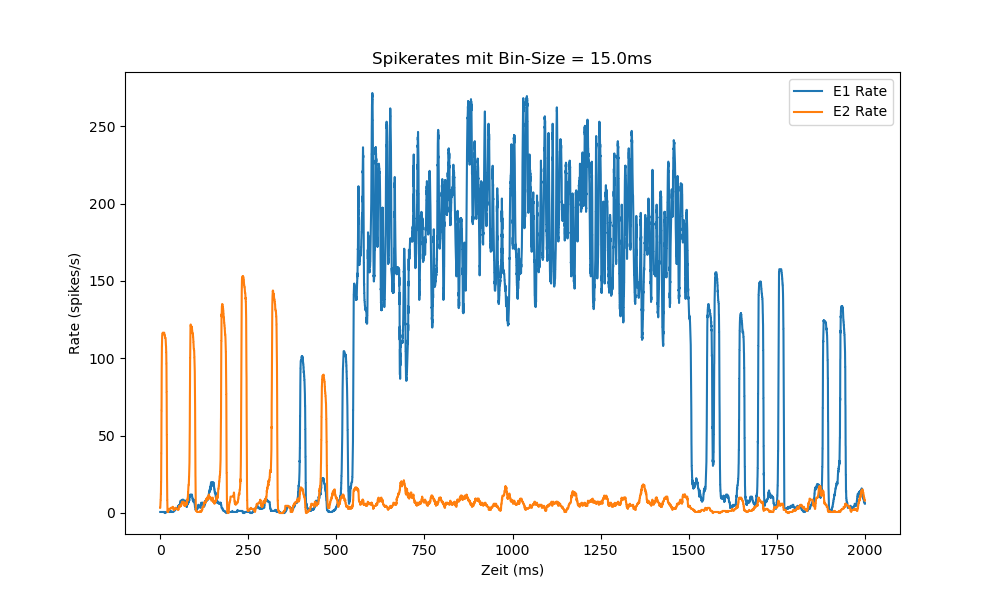 Spikerates mit Bin-Size = 15.0ms
E1 Rate
E2 Rate
250
200
150
100
50
0
Rate (spikes/s)
0 250 500 750 1000 1250 1500 1750 2000
Zeit (ms)